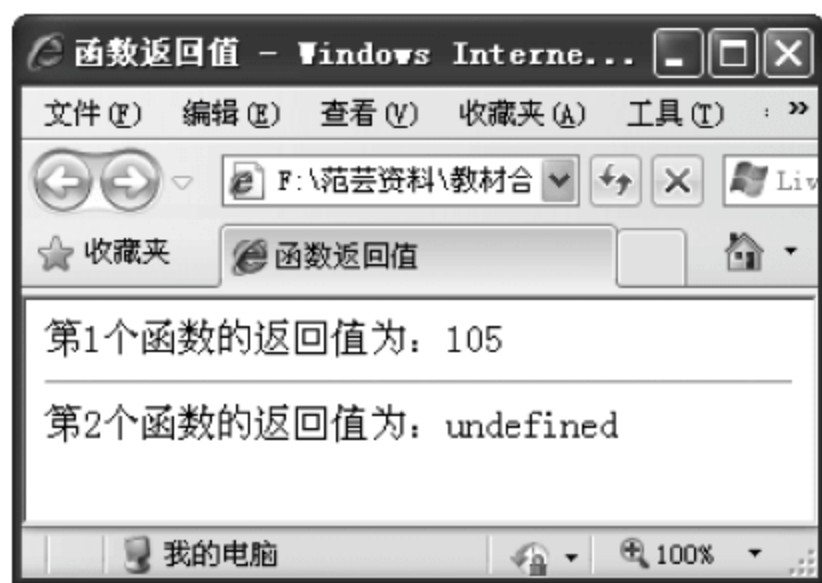 函数返回值 - Windows Interne...
文件(F) 编辑(E) 查看(V) 收藏夹(A) 工具(T) »
F:\范芸资料\教材合 Liv
收藏夹 函数返回值
第1个函数的返回值为：105
第2个函数的返回值为：undefined
我的电脑 100%